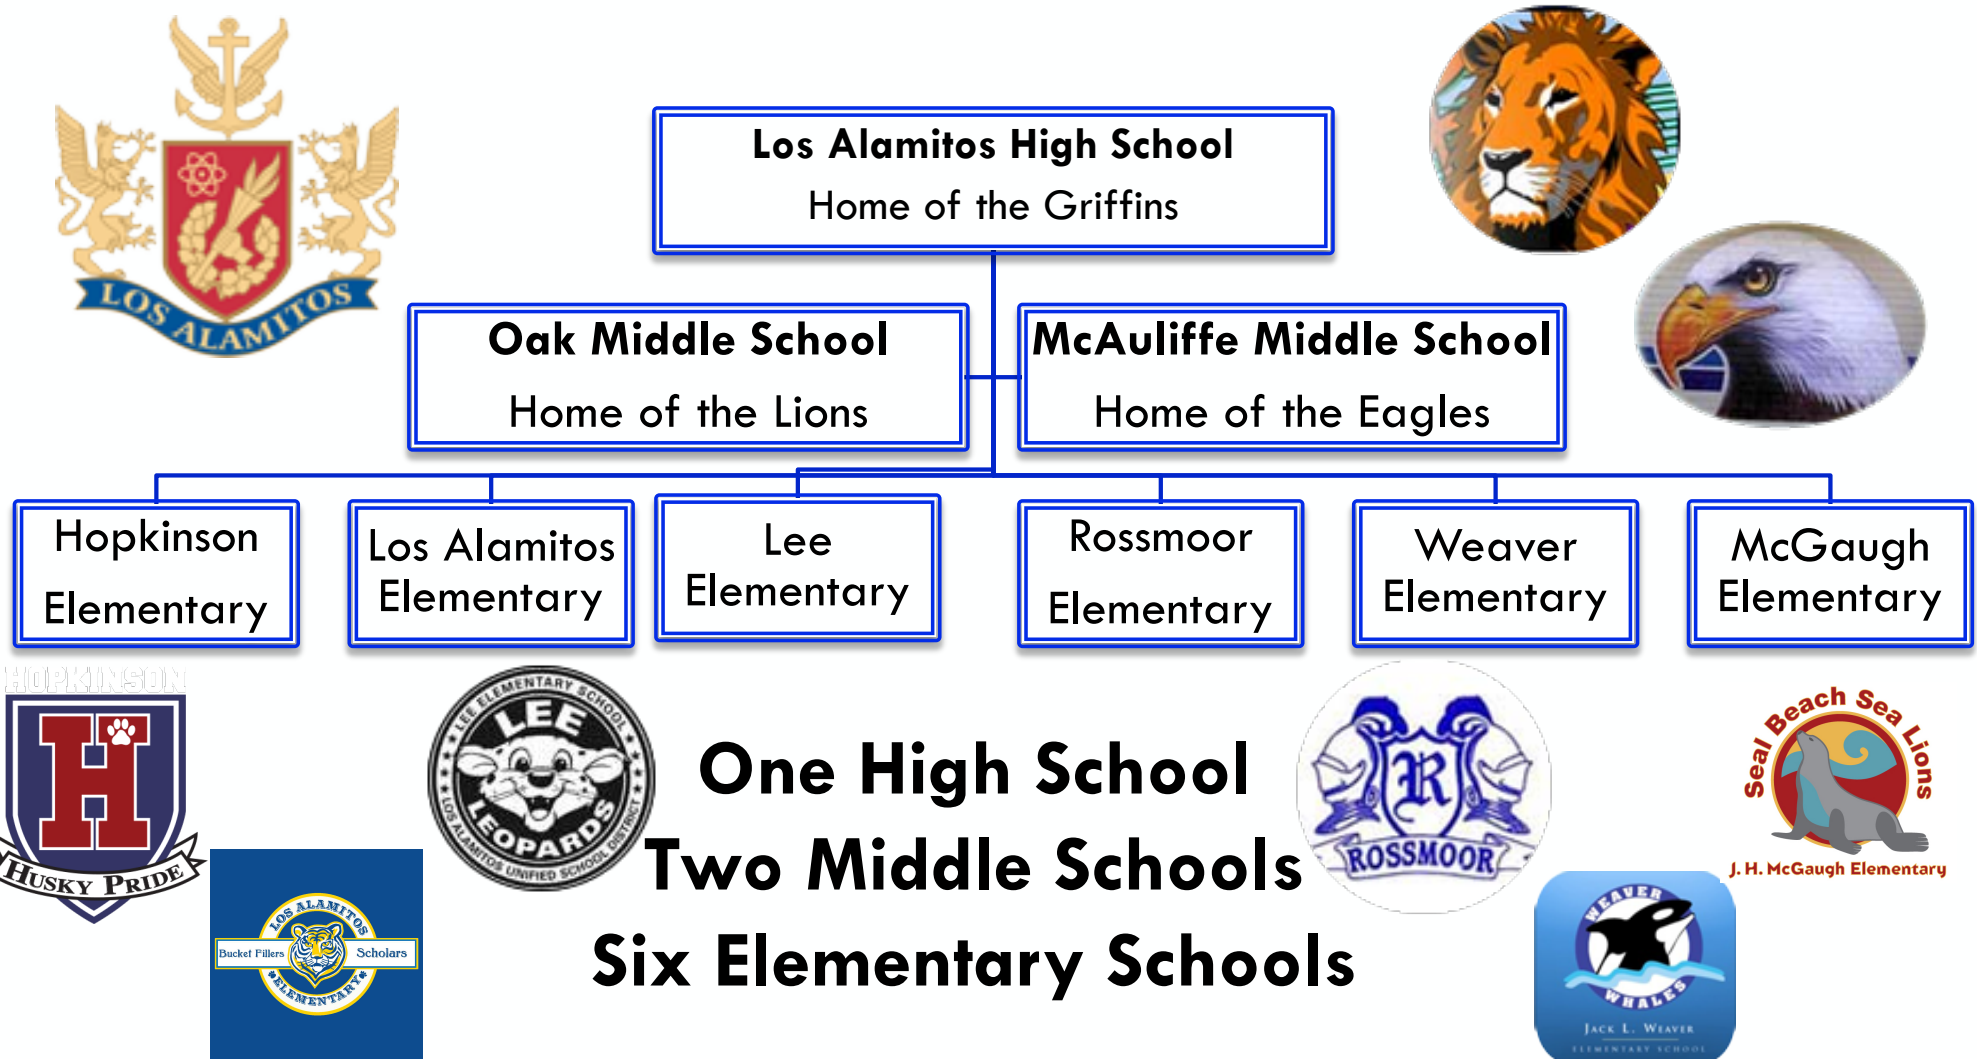 LOS ALAMITOS
Los Alamitos High School
Home of the Griffins
Oak Middle School
Home of the Lions
McAuliffe Middle School
Home of the Eagles
Hopkinson
Elementary
Los Alamitos
Elementary
Lee
Elementary
Rossmoor
Elementary
Weaver
Elementary
McGaugh
Elementary
HOPKINSON
H
HUSKY PRIDE
LOS ALAMITOS
Bucket Fillers
Scholars
ELEMENTARY
LEE ELEMENTARY SCHOOL
LEE
LEOPARDS
LOS ALAMITOS UNIFIED SCHOOL DISTRICT
One High School
Two Middle Schools
Six Elementary Schools
R
ROSSMOOR
WEAVER
WHALES
JACK L. WEAVER
ELEMENTARY SCHOOL
Seal Beach Sea Lions
J. H. McGaugh Elementary